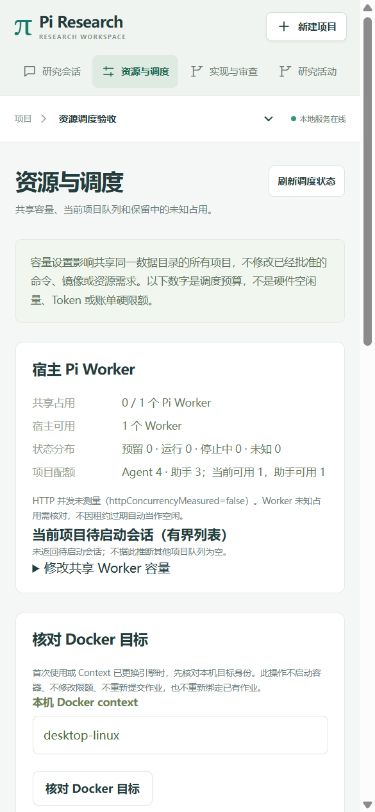 Pi Research
RESEARCH WORKSPACE
+ 新建项目
研究会话
资源与调度
实现与审查
研究活动
项目 > 资源调度验收
本地服务在线
资源与调度
刷新调度状态
共享容量、当前项目队列和保留中的未知占用。
容量设置影响共享同一数据目录的所有项目，不修改已经批准的
命令、镜像或资源需求。以下数字是调度预算，不是硬件空闲
量、Token 或账单硬限额。
宿主 Pi Worker
共享占用 0 / 1 个 Pi Worker
宿主可用 1 个 Worker
状态分布 预留 0 · 运行 0 · 停止中 0 · 未知 0
项目配额 Agent 4 · 助手 3；当前可用 1，助手可用 1
HTTP 并发未测量（httpConcurrencyMeasured=false）。Worker 未知占
用需核对，不因租约过期自动当作空闲。
当前项目待启动会话（有界列表）
未返回待启动会话；不据此推断其他项目队列为空。
▶ 修改共享 Worker 容量
核对 Docker 目标
首次使用或 Context 已更换引擎时，先核对本机目标身份。此操作不启动容
器、不修改限额、不重新提交作业，也不重新绑定已有作业。
本机 Docker context
desktop-linux
核对 Docker 目标